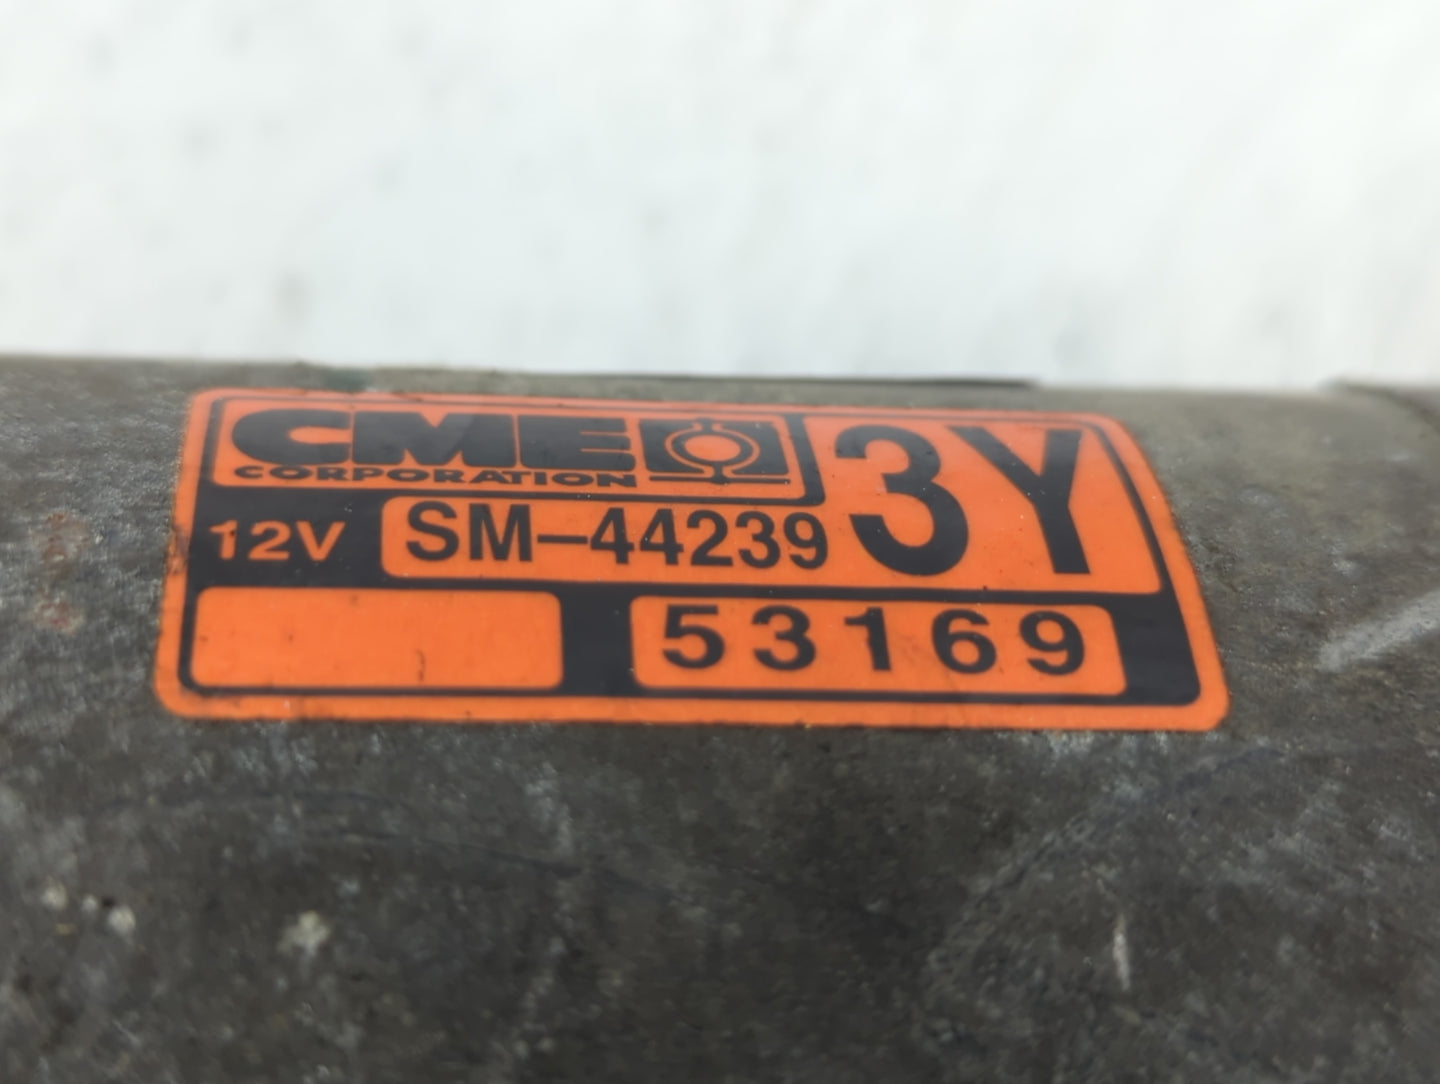 CME
CORPORATION
3Y
12V SM-44239
53169